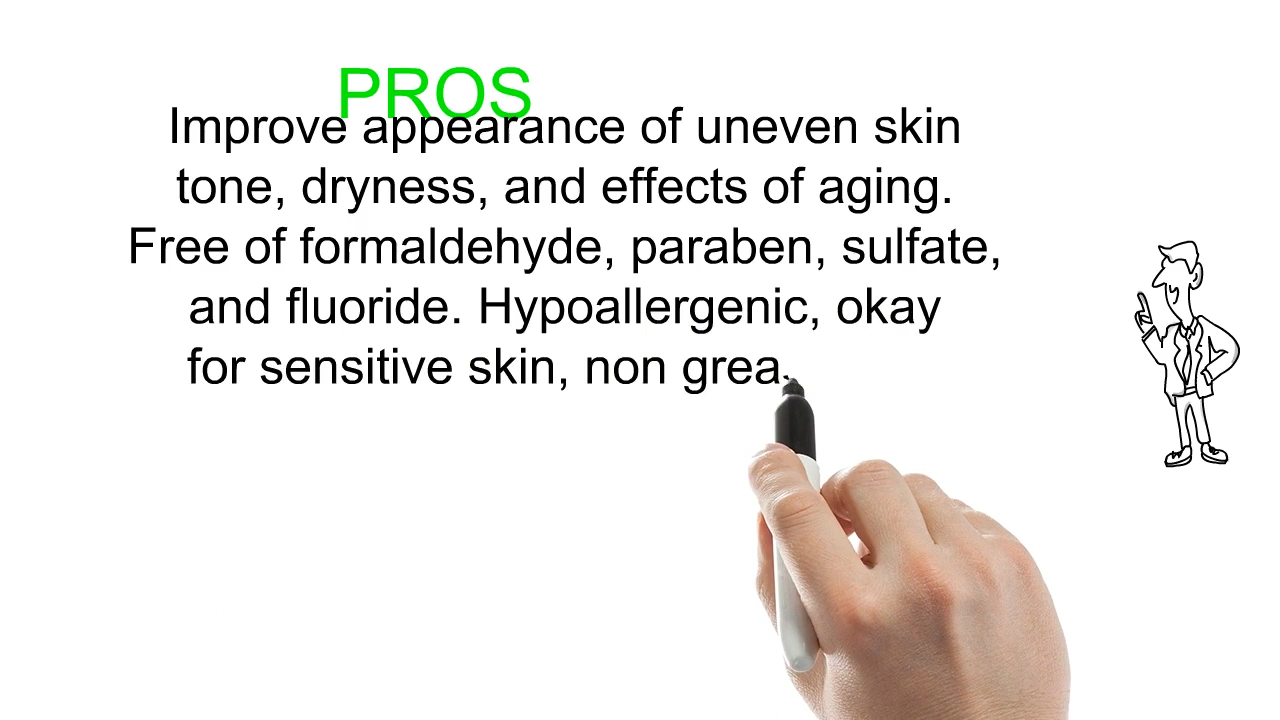 PROS
Improve appearance of uneven skin
tone, dryness, and effects of aging.
Free of formaldehyde, paraben, sulfate,
and fluoride. Hypoallergenic, okay
for sensitive skin, non grea